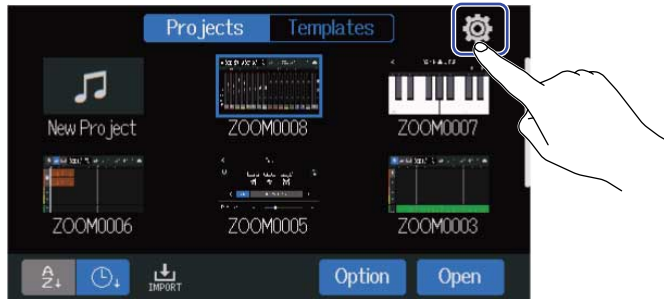 Projects Templates
New Project ZOOM0008 ZOOM0007
ZOOM0006 ZOOM0005 ZOOM0003
A
Z↓ IMPORT Option Open